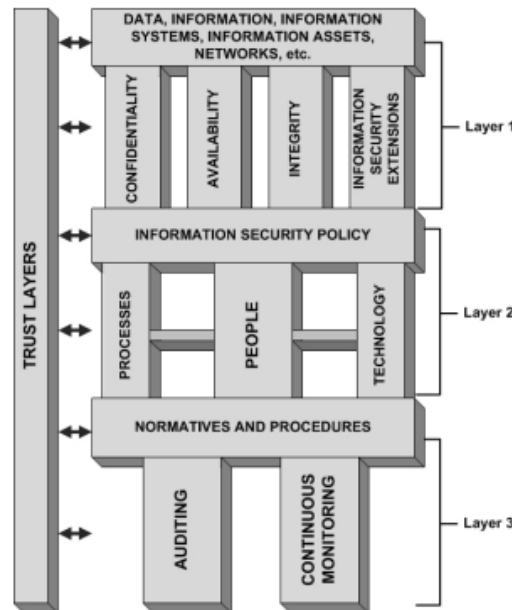 DATA, INFORMATION, INFORMATION
SYSTEMS, INFORMATION ASSETS,
NETWORKS, etc.
CONFIDENTIALITY
AVAILABILITY
INTEGRITY
INFORMATION
SECURITY
EXTENSIONS
Layer 1
INFORMATION SECURITY POLICY
TRUST LAYERS
PROCESSES
PEOPLE
TECHNOLOGY
Layer 2
NORMATIVES AND PROCEDURES
AUDITING
CONTINUOUS
MONITORING
Layer 3